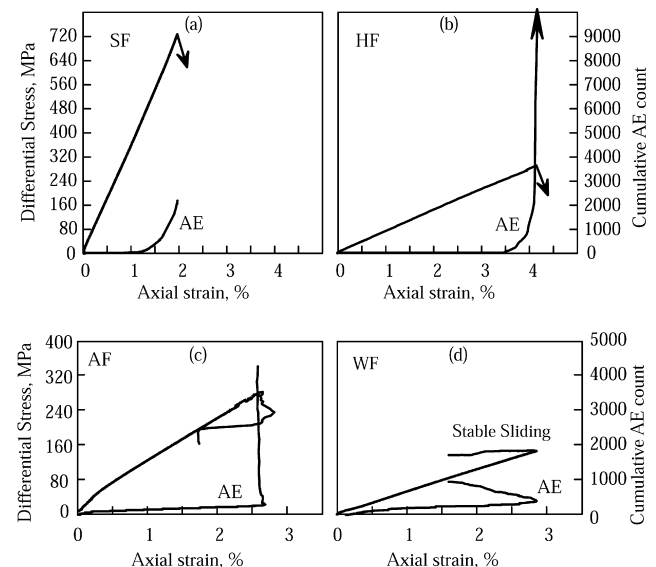 (a)
SF
720
640
560
480
400
320
240
160
80
0
Differential Stress, MPa
AE
0 1 2 3 4
Axial strain, %
(b)
HF
9000
8000
7000
6000
5000
4000
3000
2000
1000
0
Cumulative AE count
AE
0 1 2 3 4
Axial strain, %
(c)
AF
400
320
240
160
80
0
Differential Stress, MPa
AE
0 1 2 3
Axial strain, %
(d)
WF
5000
4000
3000
2000
1000
0
Cumulative AE count
Stable Sliding
AE
0 1 2 3
Axial strain, %